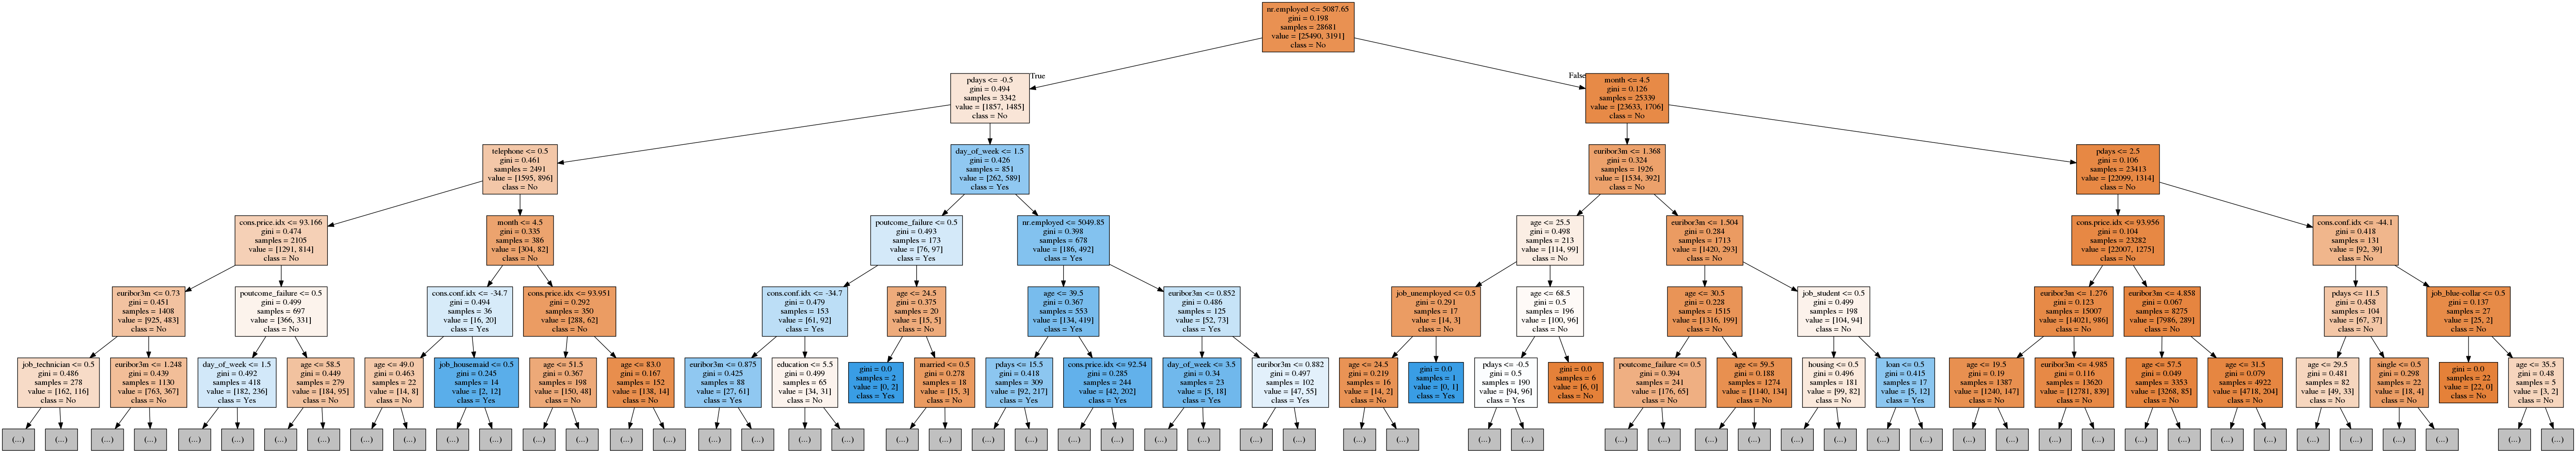 nr.employed <= 5087.65
gini = 0.198
samples = 28681
value = [25490, 3191]
class = No
True
False
pdays <= -0.5
gini = 0.494
samples = 3342
value = [1857, 1485]
class = No
month <= 4.5
gini = 0.126
samples = 25339
value = [23633, 1706]
class = No
telephone <= 0.5
gini = 0.461
samples = 2491
value = [1595, 896]
class = No
day_of_week <= 1.5
gini = 0.426
samples = 851
value = [262, 589]
class = Yes
euribor3m <= 1.368
gini = 0.324
samples = 1926
value = [1534, 392]
class = No
pdays <= 2.5
gini = 0.106
samples = 23413
value = [22099, 1314]
class = No
cons.price.idx <= 93.166
gini = 0.474
samples = 2105
value = [1291, 814]
class = No
month <= 4.5
gini = 0.335
samples = 386
value = [304, 82]
class = No
poutcome_failure <= 0.5
gini = 0.493
samples = 173
value = [76, 97]
class = Yes
nr.employed <= 5049.85
gini = 0.398
samples = 678
value = [186, 492]
class = Yes
age <= 25.5
gini = 0.498
samples = 213
value = [114, 99]
class = No
euribor3m <= 1.504
gini = 0.284
samples = 1713
value = [1420, 293]
class = No
cons.price.idx <= 93.956
gini = 0.104
samples = 23282
value = [22007, 1275]
class = No
cons.conf.idx <= -44.1
gini = 0.418
samples = 131
value = [92, 39]
class = No
euribor3m <= 0.73
gini = 0.451
samples = 1408
value = [925, 483]
class = No
poutcome_failure <= 0.5
gini = 0.499
samples = 697
value = [366, 331]
class = No
cons.conf.idx <= -34.7
gini = 0.494
samples = 36
value = [16, 20]
class = Yes
cons.price.idx <= 93.951
gini = 0.292
samples = 350
value = [288, 62]
class = No
cons.conf.idx <= -34.7
gini = 0.479
samples = 153
value = [61, 92]
class = Yes
age <= 24.5
gini = 0.375
samples = 20
value = [15, 5]
class = No
age <= 39.5
gini = 0.367
samples = 553
value = [134, 419]
class = Yes
euribor3m <= 0.852
gini = 0.486
samples = 125
value = [52, 73]
class = Yes
job_unemployed <= 0.5
gini = 0.291
samples = 17
value = [14, 3]
class = No
age <= 68.5
gini = 0.5
samples = 196
value = [100, 96]
class = No
age <= 30.5
gini = 0.228
samples = 1515
value = [1316, 199]
class = No
job_student <= 0.5
gini = 0.499
samples = 198
value = [104, 94]
class = No
euribor3m <= 1.276
gini = 0.123
samples = 15007
value = [14021, 986]
class = No
euribor3m <= 4.858
gini = 0.067
samples = 8275
value = [7986, 289]
class = No
pdays <= 11.5
gini = 0.458
samples = 104
value = [67, 37]
class = No
job_blue-collar <= 0.5
gini = 0.137
samples = 27
value = [25, 2]
class = No
job_technician <= 0.5
gini = 0.486
samples = 278
value = [162, 116]
class = No
euribor3m <= 1.248
gini = 0.439
samples = 1130
value = [763, 367]
class = No
day_of_week <= 1.5
gini = 0.492
samples = 418
value = [182, 236]
class = Yes
age <= 58.5
gini = 0.449
samples = 279
value = [184, 95]
class = No
age <= 49.0
gini = 0.463
samples = 22
value = [14, 8]
class = No
job_housemaid <= 0.5
gini = 0.245
samples = 14
value = [2, 12]
class = Yes
age <= 51.5
gini = 0.367
samples = 198
value = [150, 48]
class = No
age <= 83.0
gini = 0.167
samples = 152
value = [138, 14]
class = No
euribor3m <= 0.875
gini = 0.425
samples = 88
value = [27, 61]
class = Yes
education <= 5.5
gini = 0.499
samples = 65
value = [34, 31]
class = No
gini = 0.0
samples = 2
value = [0, 2]
class = Yes
married <= 0.5
gini = 0.278
samples = 18
value = [15, 3]
class = No
pdays <= 15.5
gini = 0.418
samples = 309
value = [92, 217]
class = Yes
cons.price.idx <= 92.54
gini = 0.285
samples = 244
value = [42, 202]
class = Yes
day_of_week <= 3.5
gini = 0.34
samples = 23
value = [5, 18]
class = Yes
euribor3m <= 0.882
gini = 0.497
samples = 102
value = [47, 55]
class = Yes
age <= 24.5
gini = 0.219
samples = 16
value = [14, 2]
class = No
gini = 0.0
samples = 1
value = [0, 1]
class = Yes
pdays <= -0.5
gini = 0.5
samples = 190
value = [94, 96]
class = Yes
gini = 0.0
samples = 6
value = [6, 0]
class = No
poutcome_failure <= 0.5
gini = 0.394
samples = 241
value = [176, 65]
class = No
age <= 59.5
gini = 0.188
samples = 1274
value = [1140, 134]
class = No
housing <= 0.5
gini = 0.496
samples = 181
value = [99, 82]
class = No
loan <= 0.5
gini = 0.415
samples = 17
value = [5, 12]
class = Yes
age <= 19.5
gini = 0.19
samples = 1387
value = [1240, 147]
class = No
euribor3m <= 4.985
gini = 0.116
samples = 13620
value = [12781, 839]
class = No
age <= 57.5
gini = 0.049
samples = 3353
value = [3268, 85]
class = No
age <= 31.5
gini = 0.079
samples = 4922
value = [4718, 204]
class = No
age <= 29.5
gini = 0.481
samples = 82
value = [49, 33]
class = No
single <= 0.5
gini = 0.298
samples = 22
value = [18, 4]
class = No
gini = 0.0
samples = 22
value = [22, 0]
class = No
age <= 35.5
gini = 0.48
samples = 5
value = [3, 2]
class = No
(...) (...) (...) (...) (...) (...) (...) (...) (...) (...) (...) (...) (...) (...) (...) (...) (...) (...) (...) (...) (...) (...) (...) (...) (...) (...) (...) (...) (...) (...) (...) (...) (...) (...) (...) (...) (...) (...) (...) (...) (...) (...) (...) (...) (...) (...) (...) (...) (...) (...) (...) (...) (...) (...) (...) (...)